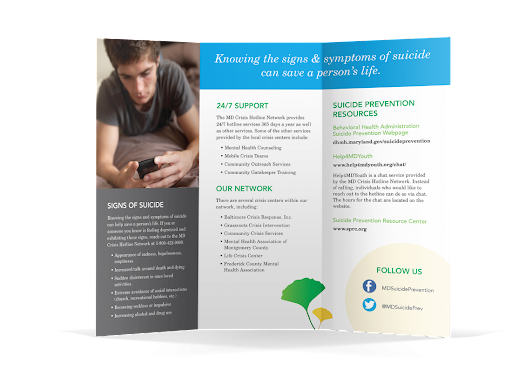 Knowing the signs & symptoms of suicide
can save a person's life.
SIGNS OF SUICIDE
Knowing the signs and symptoms of suicide
can help save a person's life. If you or
someone you know is feeling depressed and
exhibiting these signs, reach out to the MD
Crisis Hotline Network at 1-800-422-0009.
• Appearance of sadness, hopelessness,
emptiness
• Increased talk around death and dying
• Sudden disinterest in once loved
activities
• Extreme avoidance of social interactions
(church, recreational hobbies, etc.)
• Becoming reckless or impulsive
• Increasing alcohol and drug use
24/7 SUPPORT
The MD Crisis Hotline Network provides
24/7 hotline services 365 days a year as well
as other services. Some of the other services
provided by the local crisis centers include:
• Mental Health Counseling
• Mobile Crisis Teams
• Community Outreach Services
• Community Gatekeeper Training
OUR NETWORK
There are several crisis centers within our
network, including:
• Baltimore Crisis Response, Inc.
• Grassroots Crisis Intervention
• Community Crisis Services
• Mental Health Association of
Montgomery County
• Life Crisis Center
• Frederick County Mental
Health Association
SUICIDE PREVENTION
RESOURCES
Behavioral Health Administration
Suicide Prevention Webpage
dhmh.maryland.gov/suicideprevention
Help4MDYouth
www.help4mdyouth.org/chat/
Help4MDYouth is a chat service provided
by the MD Crisis Hotline Network. Instead
of calling, individuals who would like to
reach out to the hotline can do so via chat.
The hours for the chat are located on the
website.
Suicide Prevention Resource Center
www.sprc.org
FOLLOW US
f MDSuicidePrevention
@MDSuicidePrev